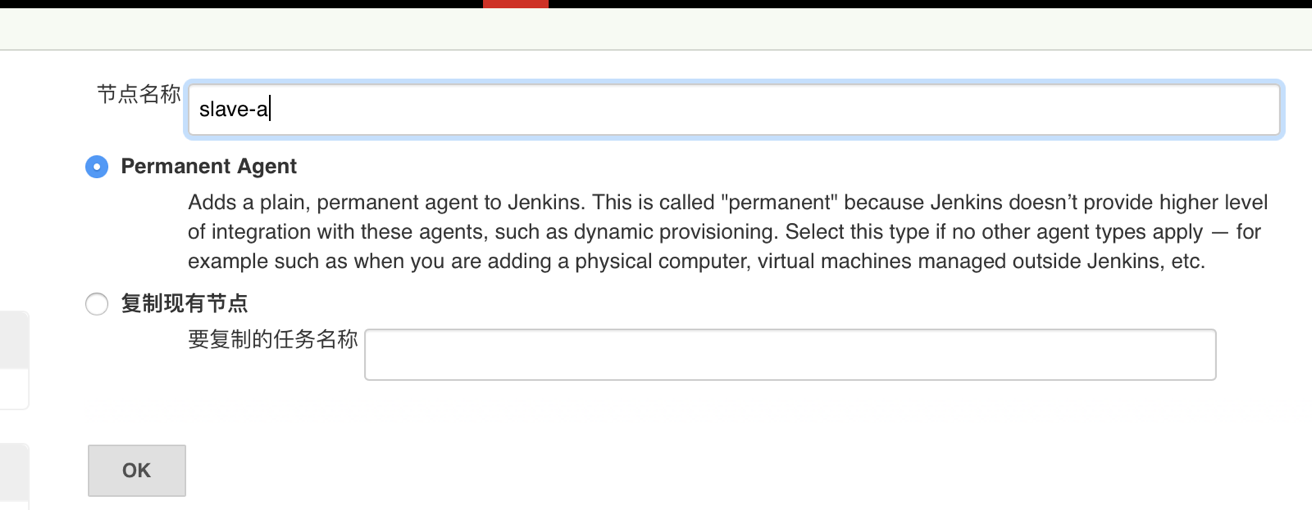 节点名称
slave-a
Permanent Agent
Adds a plain, permanent agent to Jenkins. This is called "permanent" because Jenkins doesn’t provide higher level
of integration with these agents, such as dynamic provisioning. Select this type if no other agent types apply — for
example such as when you are adding a physical computer, virtual machines managed outside Jenkins, etc.
复制现有节点
要复制的任务名称
OK